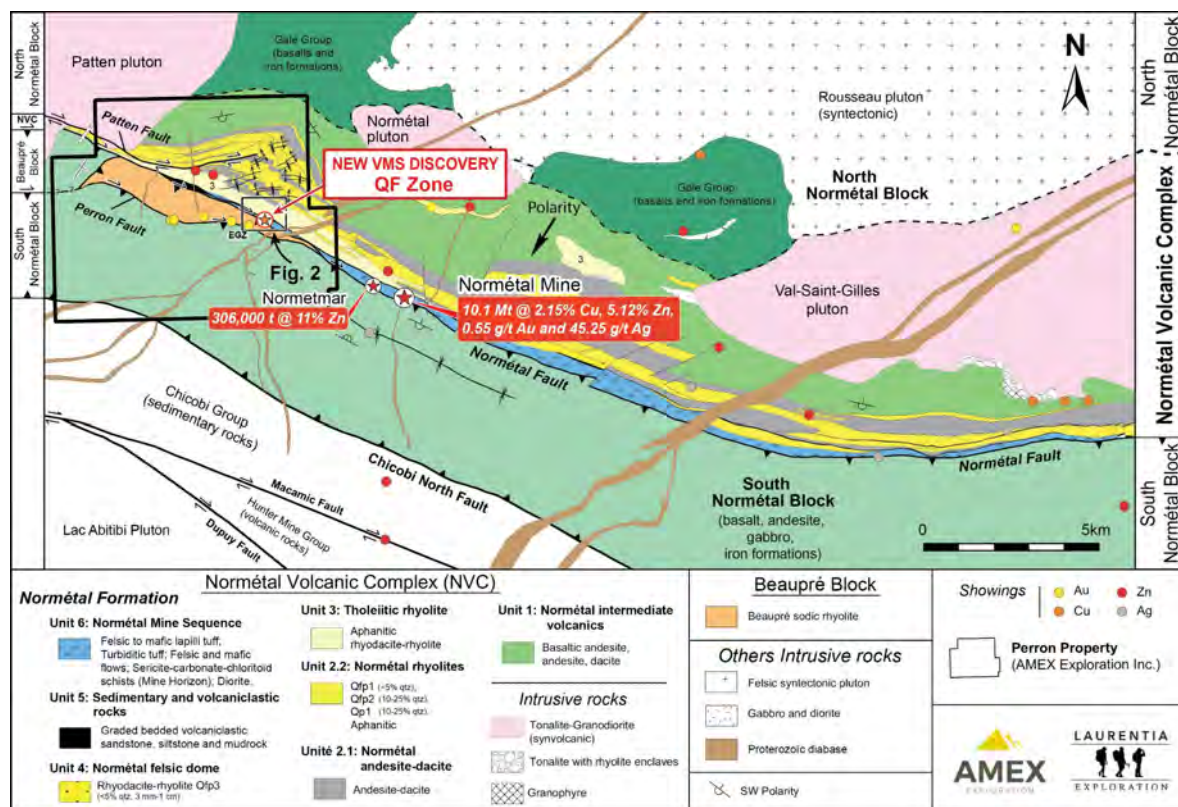 North
Normétal Block
NVC
Beaupré
Block
South
Normétal Block
Patten pluton
Gale Group
(basalts and
iron formations)
Patten Fault
Normétal
pluton
Rousseau pluton
(syntectonic)
N
North
Normétal Block
NEW VMS DISCOVERY
QF Zone
3
Perron Fault
EGZ
Fig. 2
North
Normétal Block
Gale Group
(basalts and iron formations)
Polarity
3
Normetmar
306,000 t @ 11% Zn
Normétal Mine
10.1 Mt @ 2.15% Cu, 5.12% Zn,
0.55 g/t Au and 45.25 g/t Ag
Val-Saint-Gilles
pluton
Normétal Volcanic Complex
Normétal Fault
Normétal Fault
Chicobi Group
(sedimentary rocks)
Chicobi North Fault
Macamic Fault
Hunter Mine Group
(volcanic rocks)
Dupuy Fault
Lac Abitibi Pluton
South
Normétal Block
(basalt, andesite,
gabbro,
iron formations)
0 5km
South
Normétal Block
Normétal Volcanic Complex (NVC)
Normétal Formation
Unit 6: Normétal Mine Sequence
Felsic to mafic lapilli tuff,
Turbiditic tuff; Felsic and mafic
flows; Sericite-carbonate-chloritoid
schists (Mine Horizon); Diorite.
Unit 5: Sedimentary and volcaniclastic
rocks
Graded bedded volcaniclastic
sandstone, siltstone and mudrock
Unit 4: Normétal felsic dome
Rhyodacite-rhyolite Qfp3
(<5% qtz, 3 mm-1 cm)
Unit 3: Tholeiitic rhyolite
Aphanitic
rhyodacite-rhyolite
Unit 2.2: Normétal rhyolites
Qfp1 (<5% qtz),
Qfp2 (10-25% qtz),
Qp1 (10-25% qtz),
Aphanitic
Unité 2.1: Normétal
andesite-dacite
Andesite-dacite
Unit 1: Normétal intermediate
volcanics
Basaltic andesite,
andesite, dacite
Intrusive rocks
Tonalite-Granodiorite
(synvolcanic)
Tonalite with rhyolite enclaves
Granophyre
Beaupré Block
Beaupré sodic rhyolite
Others Intrusive rocks
Felsic syntectonic pluton
Gabbro and diorite
Proterozoic diabase
SW Polarity
Showings
Au
Zn
Cu
Ag
Perron Property
(AMEX Exploration Inc.)
AMEX
EXPLORATION
LAURENTIA
EXPLORATION